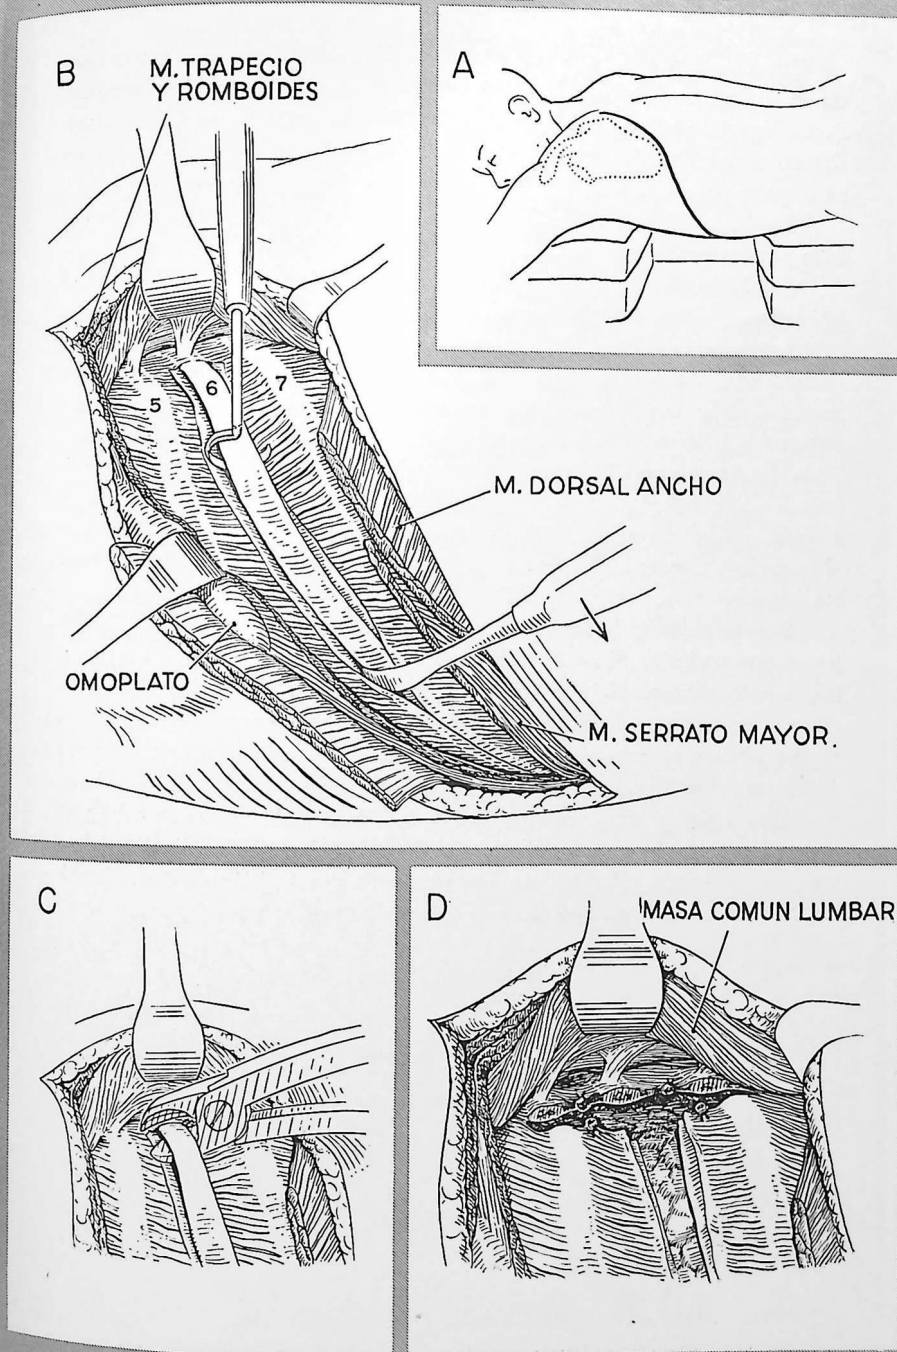 B
M. TRAPECIO
Y ROMBOIDES
A
5
6
7
M. DORSAL ANCHO
OMOPLATO
M. SERRATO MAYOR.
C
D
MASA COMUN LUMBAR